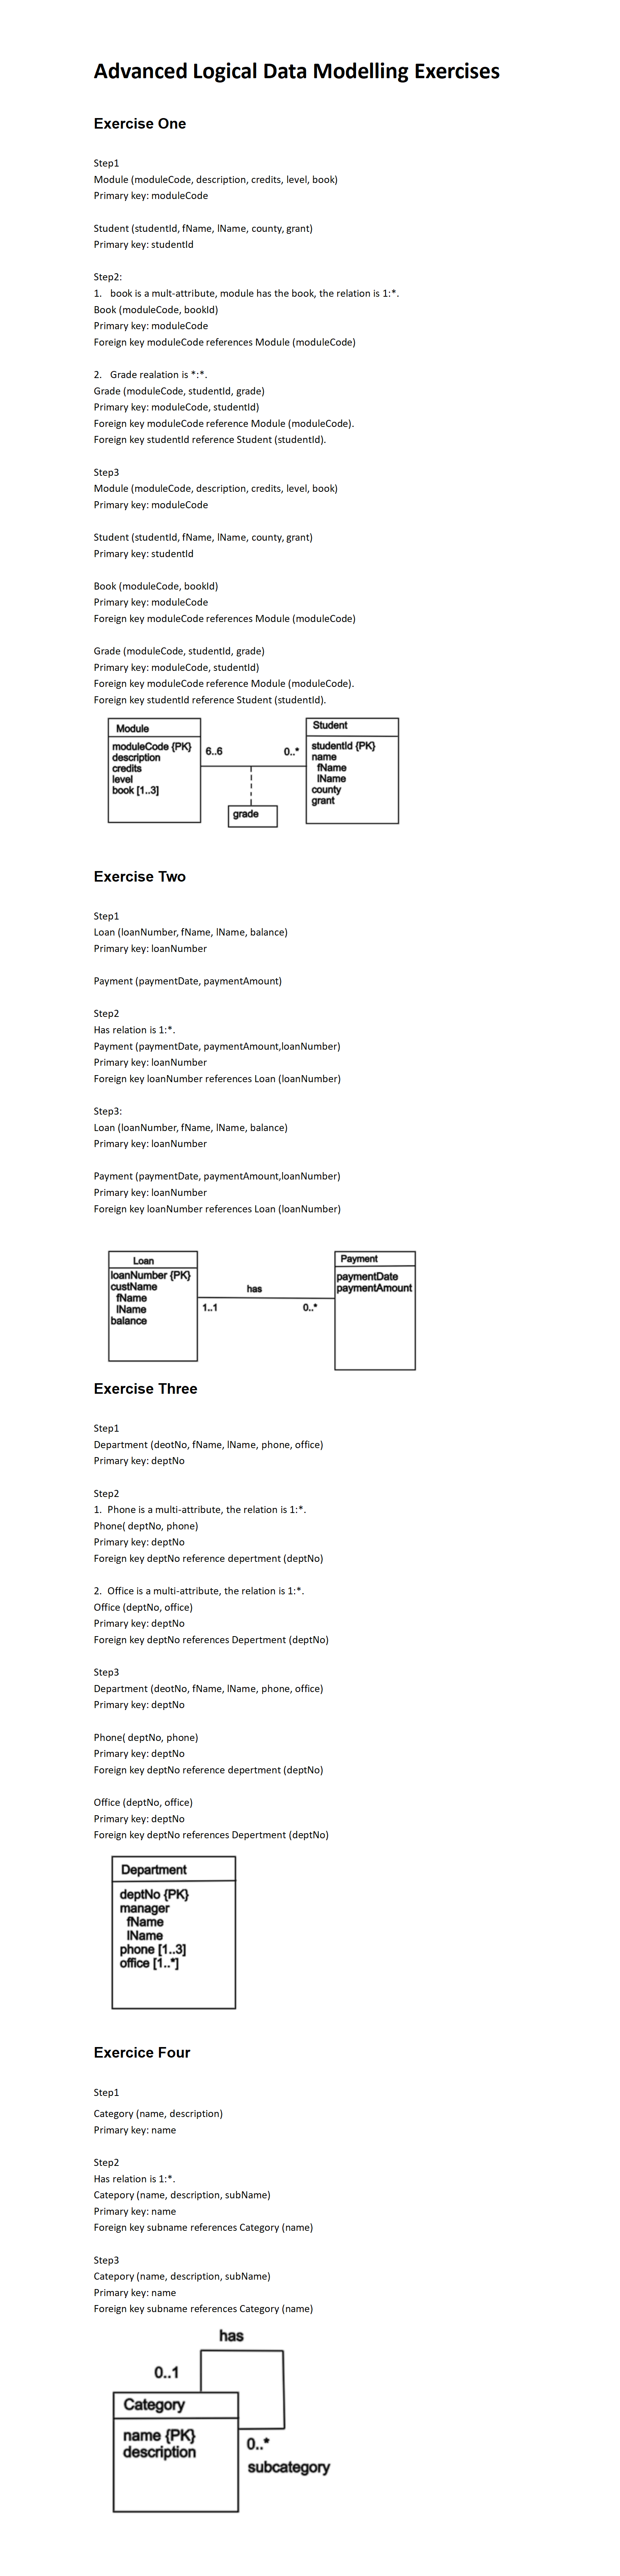 Advanced Logical Data Modelling Exercises
Exercise One
Step1
Module (moduleCode, description, credits, level, book)
Primary key: moduleCode
Student (studentId, fName, lName, county, grant)
Primary key: studentId
Step2:
1. book is a mult-attribute, module has the book, the relation is 1:*.
Book (moduleCode, bookId)
Primary key: moduleCode
Foreign key moduleCode references Module (moduleCode)
2. Grade realation is *:*.
Grade (moduleCode, studentId, grade)
Primary key: moduleCode, studentId)
Foreign key moduleCode reference Module (moduleCode).
Foreign key studentId reference Student (studentId).
Step3
Module (moduleCode, description, credits, level, book)
Primary key: moduleCode
Student (studentId, fName, lName, county, grant)
Primary key: studentId
Book (moduleCode, bookId)
Primary key: moduleCode
Foreign key moduleCode references Module (moduleCode)
Grade (moduleCode, studentId, grade)
Primary key: moduleCode, studentId)
Foreign key moduleCode reference Module (moduleCode).
Foreign key studentId reference Student (studentId).
Module
moduleCode {PK}
description
credits
level
book [1..3]
6..6
0..*
grade
Student
studentId {PK}
name
fName
lName
county
grant
Exercise Two
Step1
Loan (loanNumber, fName, lName, balance)
Primary key: loanNumber
Payment (paymentDate, paymentAmount)
Step2
Has relation is 1:*.
Payment (paymentDate, paymentAmount,loanNumber)
Primary key: loanNumber
Foreign key loanNumber references Loan (loanNumber)
Step3:
Loan (loanNumber, fName, lName, balance)
Primary key: loanNumber
Payment (paymentDate, paymentAmount,loanNumber)
Primary key: loanNumber
Foreign key loanNumber references Loan (loanNumber)
Loan
loanNumber {PK}
custName
fName
lName
balance
has
1..1
0..*
Payment
paymentDate
paymentAmount
Exercise Three
Step1
Department (deotNo, fName, lName, phone, office)
Primary key: deptNo
Step2
1. Phone is a multi-attribute, the relation is 1:*.
Phone( deptNo, phone)
Primary key: deptNo
Foreign key deptNo reference depertment (deptNo)
2. Office is a multi-attribute, the relation is 1:*.
Office (deptNo, office)
Primary key: deptNo
Foreign key deptNo references Depertment (deptNo)
Step3
Department (deotNo, fName, lName, phone, office)
Primary key: deptNo
Phone( deptNo, phone)
Primary key: deptNo
Foreign key deptNo reference depertment (deptNo)
Office (deptNo, office)
Primary key: deptNo
Foreign key deptNo references Depertment (deptNo)
Department
deptNo {PK}
manager
fName
lName
phone [1..3]
office [1..*]
Exercice Four
Step1
Category (name, description)
Primary key: name
Step2
Has relation is 1:*.
Catepory (name, description, subName)
Primary key: name
Foreign key subname references Category (name)
Step3
Catepory (name, description, subName)
Primary key: name
Foreign key subname references Category (name)
has
0..1
Category
name {PK}
description
0..*
subcategory